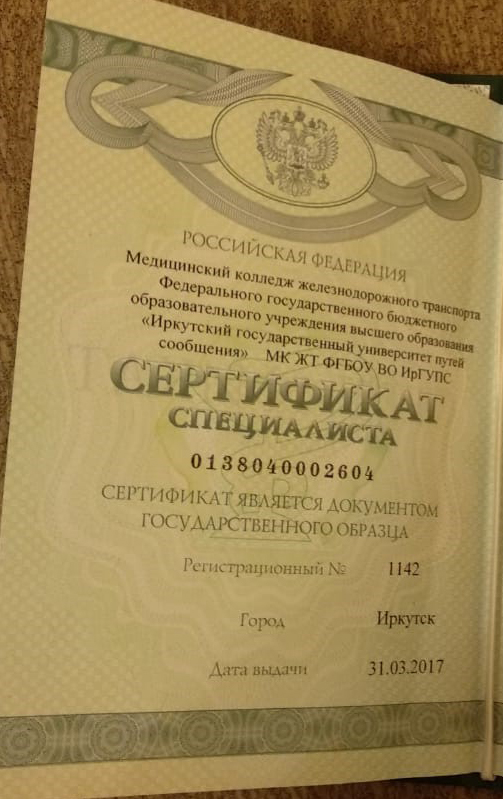 РОССИЙСКАЯ ФЕДЕРАЦИЯ
Медицинский колледж железнодорожного транспорта
Федерального государственного бюджетного
образовательного учреждения высшего образования
«Иркутский государственный университет путей
сообщения» МК ЖТ ФГБОУ ВО ИрГУПС
СЕРТИФИКАТ
СПЕЦИАЛИСТА
0138040002604
СЕРТИФИКАТ ЯВЛЯЕТСЯ ДОКУМЕНТОМ
ГОСУДАРСТВЕННОГО ОБРАЗЦА
Регистрационный № 1142
Город Иркутск
Дата выдачи 31.03.2017